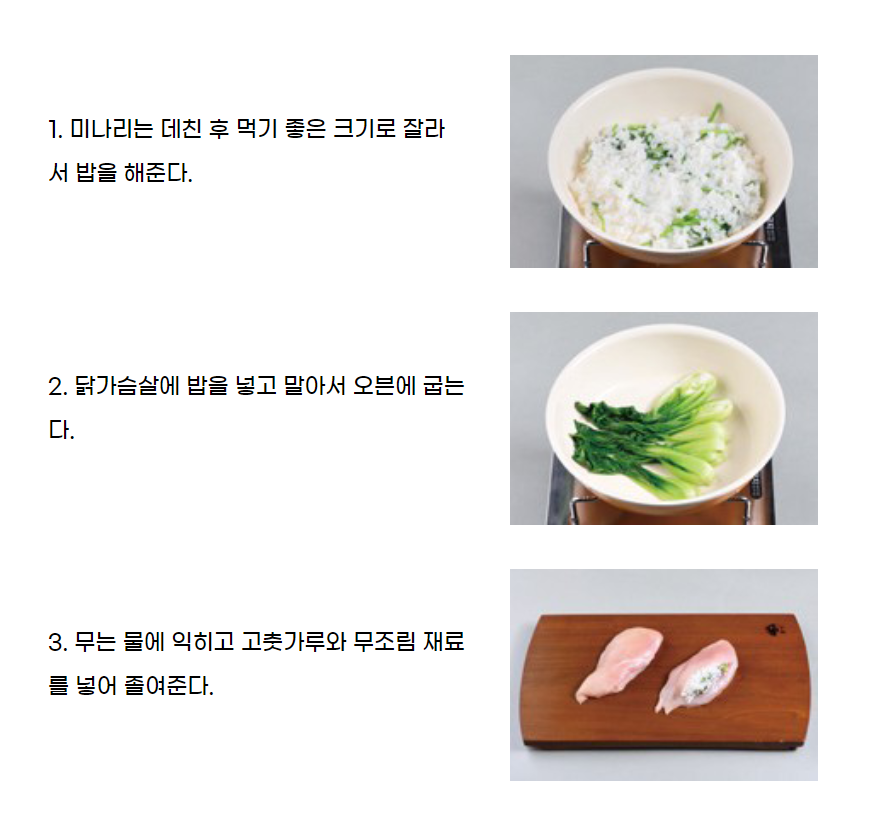 1. 미나리는 데친 후 먹기 좋은 크기로 잘라
서 밥을 해준다.
2. 닭가슴살에 밥을 넣고 말아서 오븐에 굽는
다.
3. 무는 물에 익히고 고춧가루와 무조림 재료
를 넣어 졸여준다.